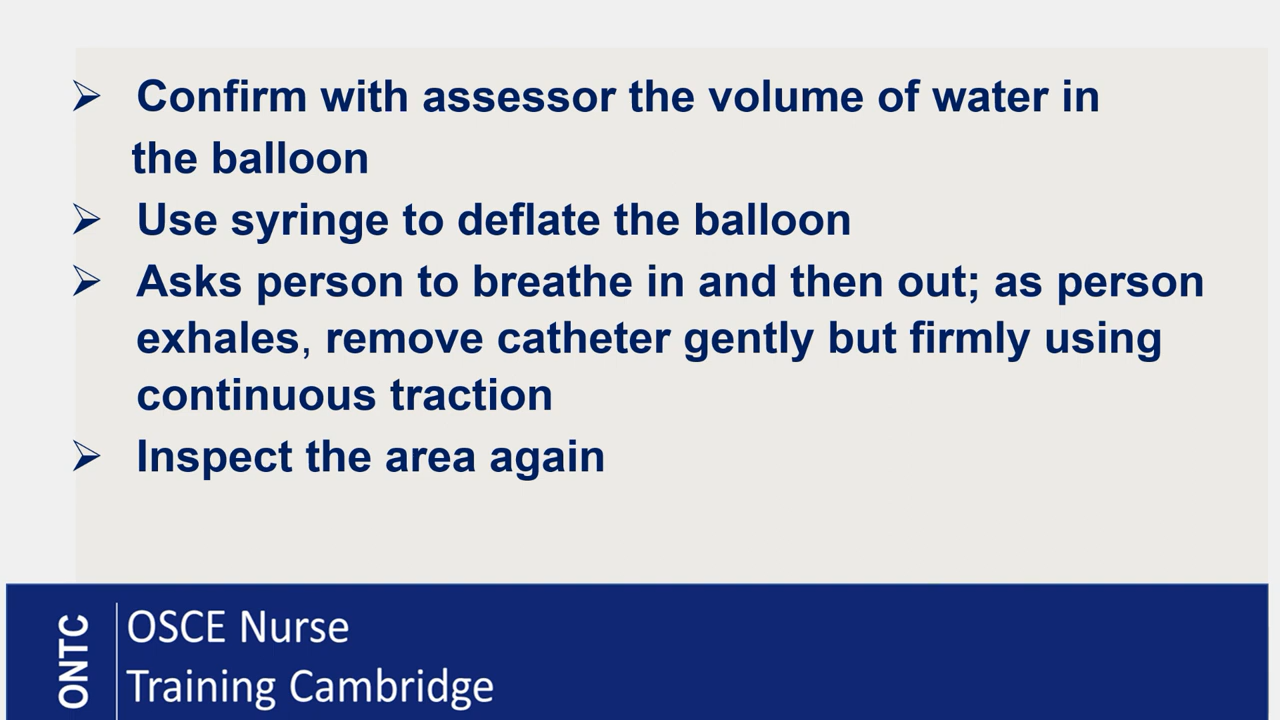 ➢ Confirm with assessor the volume of water in
the balloon
➢ Use syringe to deflate the balloon
➢ Asks person to breathe in and then out; as person
exhales, remove catheter gently but firmly using
continuous traction
➢ Inspect the area again
ONTC
OSCE Nurse
Training Cambridge